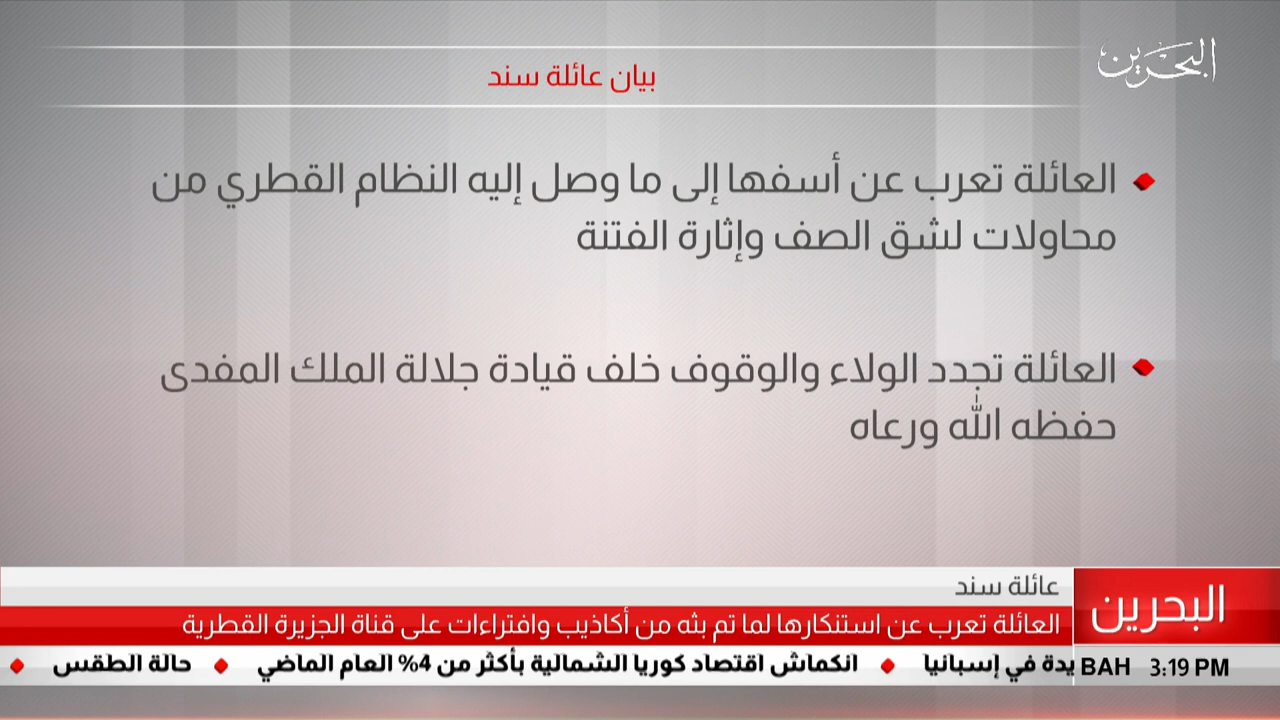 البحرين
بيان عائلة سند
العائلة تعرب عن أسفها إلى ما وصل إليه النظام القطري من
محاولات لشق الصف وإثارة الفتنة
العائلة تجدد الولاء والوقوف خلف قيادة جلالة الملك المفدى
حفظه الله ورعاه
عائلة سند
البحرين
العائلة تعرب عن استنكارها لما تم بثه من أكاذيب وافتراءات على قناة الجزيرة القطرية
BAH 3:19 PM
يدة في إسبانيا ♦ انكماش اقتصاد كوريا الشمالية بأكثر من 4% العام الماضي ♦ حالة الطقس ♦